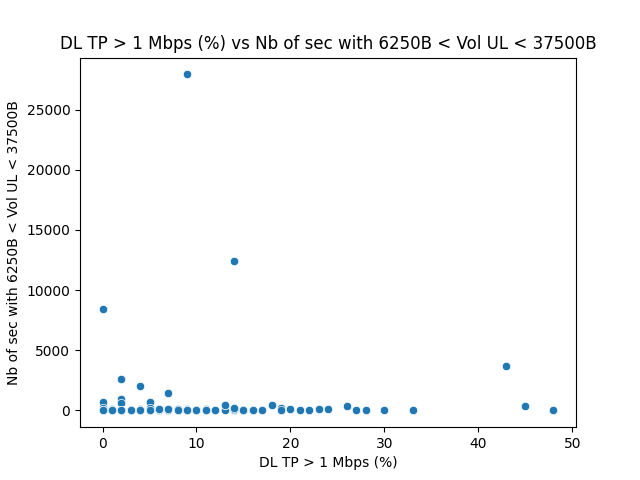 DL TP > 1 Mbps (%) vs Nb of sec with 6250B < Vol UL < 37500B
Nb of sec with 6250B < Vol UL < 37500B
25000
20000
15000
10000
5000
0
0 10 20 30 40 50
DL TP > 1 Mbps (%)